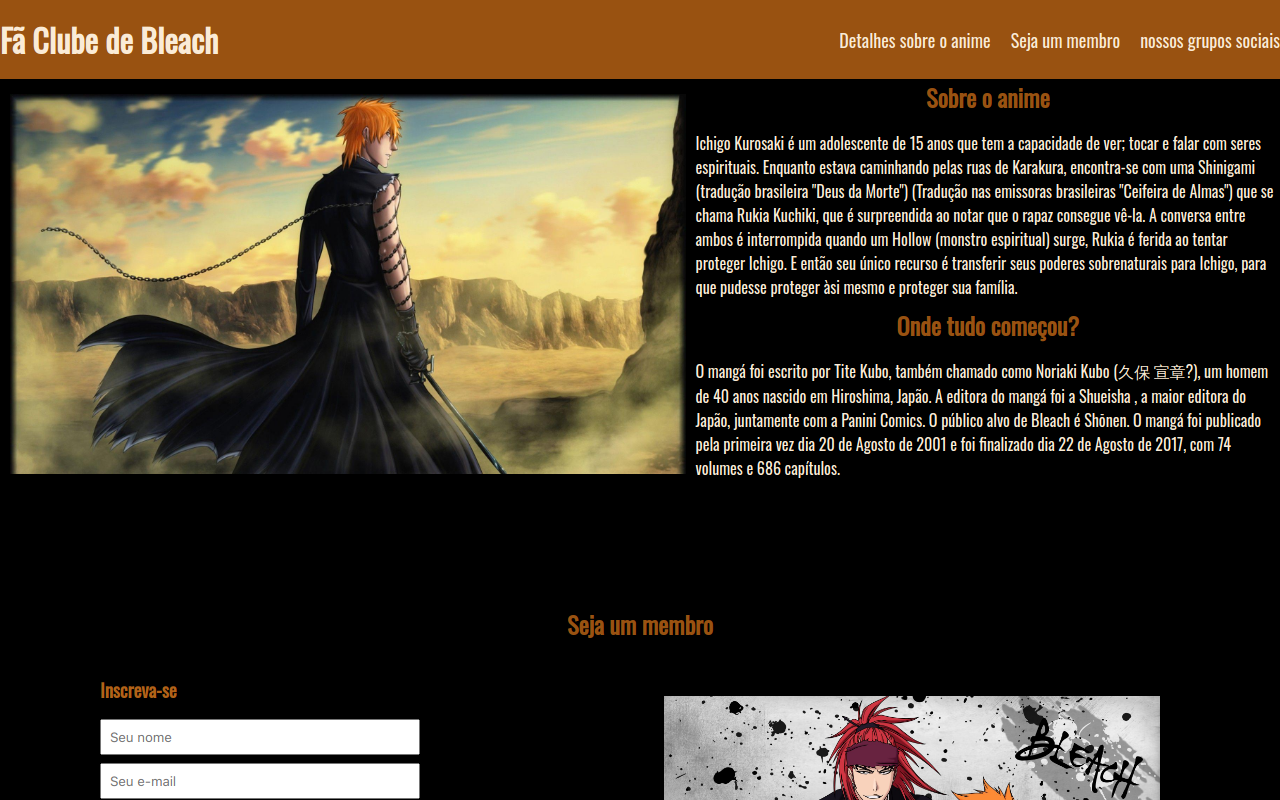 Fã Clube de Bleach
Detalhes sobre o anime
Seja um membro
nossos grupos sociais
Sobre o anime
Ichigo Kurosaki é um adolescente de 15 anos que tem a capacidade de ver; tocar e falar com seres
espirituais. Enquanto estava caminhando pelas ruas de Karakura, encontra-se com uma Shinigami
(tradução brasileira "Deus da Morte") (Tradução nas emissoras brasileiras "Ceifeira de Almas") que se
chama Rukia Kuchiki, que é surpreendida ao notar que o rapaz consegue vê-la. A conversa entre
ambos é interrompida quando um Hollow (monstro espiritual) surge, Rukia é ferida ao tentar
proteger Ichigo. E então seu único recurso é transferir seus poderes sobrenaturais para Ichigo, para
que pudesse proteger àsi mesmo e proteger sua família.
Onde tudo começou?
O mangá foi escrito por Tite Kubo, também chamado como Noriaki Kubo (久保 宣章?), um homem
de 40 anos nascido em Hiroshima, Japão. A editora do mangá foi a Shueisha , a maior editora do
Japão, juntamente com a Panini Comics. O público alvo de Bleach é Shōnen. O mangá foi publicado
pela primeira vez dia 20 de Agosto de 2001 e foi finalizado dia 22 de Agosto de 2017, com 74
volumes e 686 capítulos.
Seja um membro
Inscreva-se
Seu nome
Seu e-mail
BLEACH